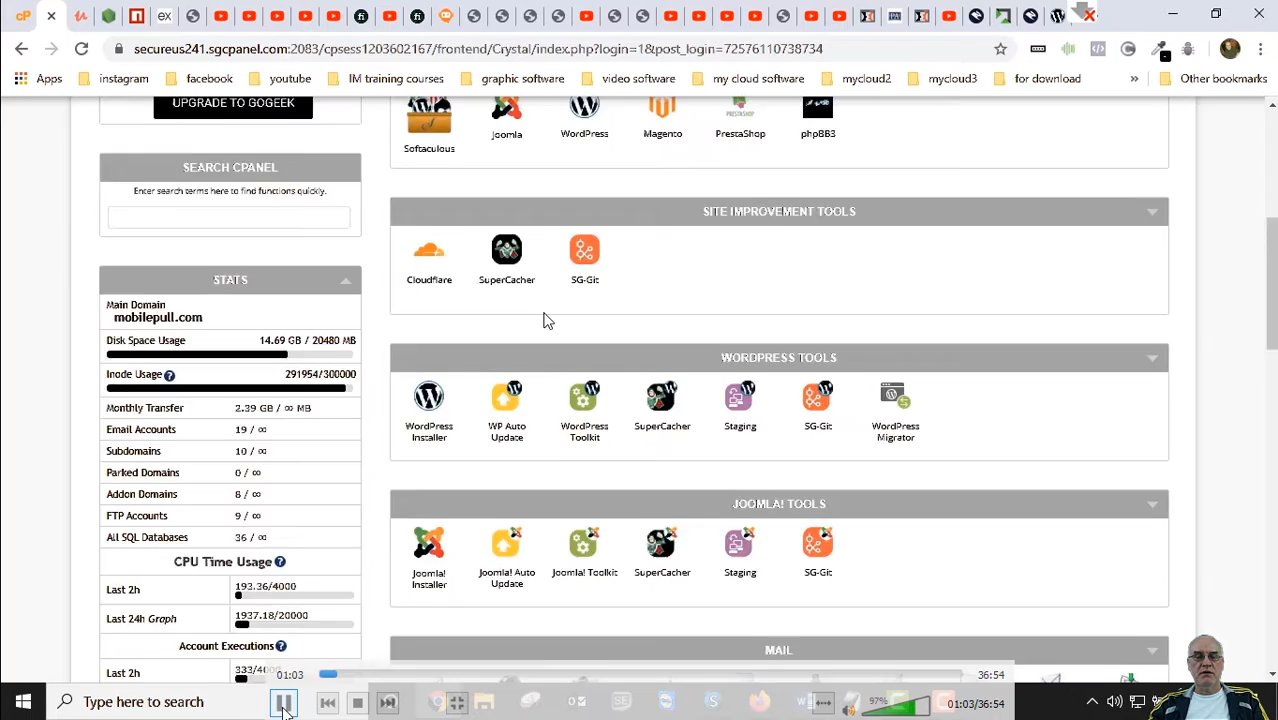 cP
ex
fi
fi
secureus241.sgcpanel.com:2083/cpsess1203602167/frontend/Crystal/index.php?login=1&post_login=72576110738734
Apps
instagram
facebook
youtube
IM training courses
graphic software
video software
my cloud software
mycloud2
mycloud3
for download
»
Other bookmarks
UPGRADE TO GOGEEK
SEARCH CPANEL
Enter search terms here to find functions quickly.
STATS
Main Domain
mobilepull.com
Disk Space Usage 14.69 GB / 20480 MB
Inode Usage ? 291954/300000
Monthly Transfer 2.39 GB / ∞ MB
Email Accounts 19 / ∞
Subdomains 10 / ∞
Parked Domains 0 / ∞
Addon Domains 8 / ∞
FTP Accounts 9 / ∞
All SQL Databases 36 / ∞
CPU Time Usage ?
Last 2h 193.36/4000
Last 24h Graph 1937.18/20000
Account Executions ?
Last 2h 333/4000
Softaculous
Joomla
WordPress
Magento
PrestaShop
phpBB3
SITE IMPROVEMENT TOOLS
Cloudflare
SuperCacher
SG-Git
WORDPRESS TOOLS
WordPress Installer
WP Auto Update
WordPress Toolkit
SuperCacher
Staging
SG-Git
WordPress Migrator
JOOMLA! TOOLS
Joomla! Installer
Joomla! Auto Update
Joomla! Toolkit
SuperCacher
Staging
SG-Git
MAIL
01:03
36:54
Type here to search
97%
01:03/36:54